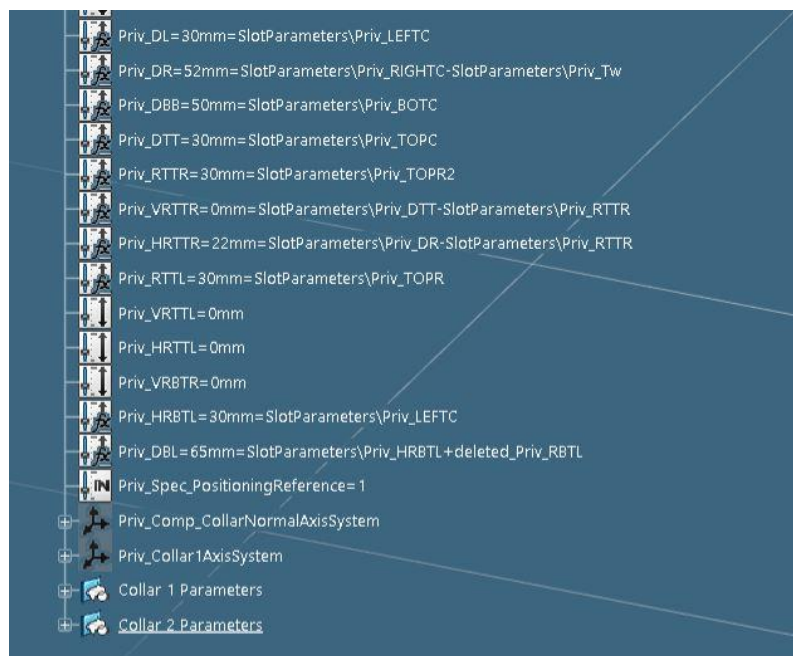 Priv_DL=30mm=SlotParameters\Priv_LEFTC
Priv_DR=52mm=SlotParameters\Priv_RIGHTC-SlotParameters\Priv_Tw
Priv_DBB=50mm=SlotParameters\Priv_BOTC
Priv_DTT=30mm=SlotParameters\Priv_TOPC
Priv_RTTR=30mm=SlotParameters\Priv_TOPR2
Priv_VRTTR=0mm=SlotParameters\Priv_DTT-SlotParameters\Priv_RTTR
Priv_HRTTR=22mm=SlotParameters\Priv_DR-SlotParameters\Priv_RTTR
Priv_RTTL=30mm=SlotParameters\Priv_TOPR
Priv_VRTTL=0mm
Priv_HRTTL=0mm
Priv_VRBTR=0mm
Priv_HRBTL=30mm=SlotParameters\Priv_LEFTC
Priv_DBL=65mm=SlotParameters\Priv_HRBTL+deleted_Priv_RBTL
IN Priv_Spec_PositioningReference=1
Priv_Comp_CollarNormalAxisSystem
Priv_Collar1AxisSystem
Collar 1 Parameters
Collar 2 Parameters